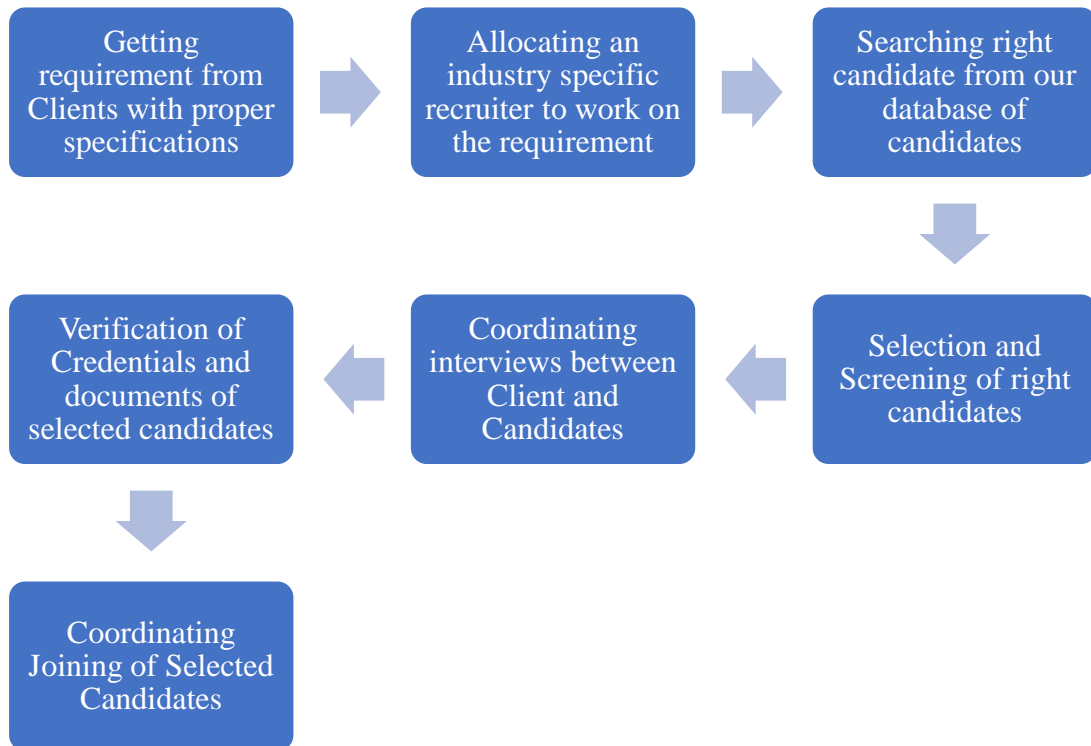 Getting
requirement from
Clients with proper
specifications
Allocating an
industry specific
recruiter to work on
the requirement
Searching right
candidate from our
database of
candidates
Selection and
Screening of right
candidates
Coordinating
interviews between
Client and
Candidates
Verification of
Credentials and
documents of
selected candidates
Coordinating
Joining of Selected
Candidates